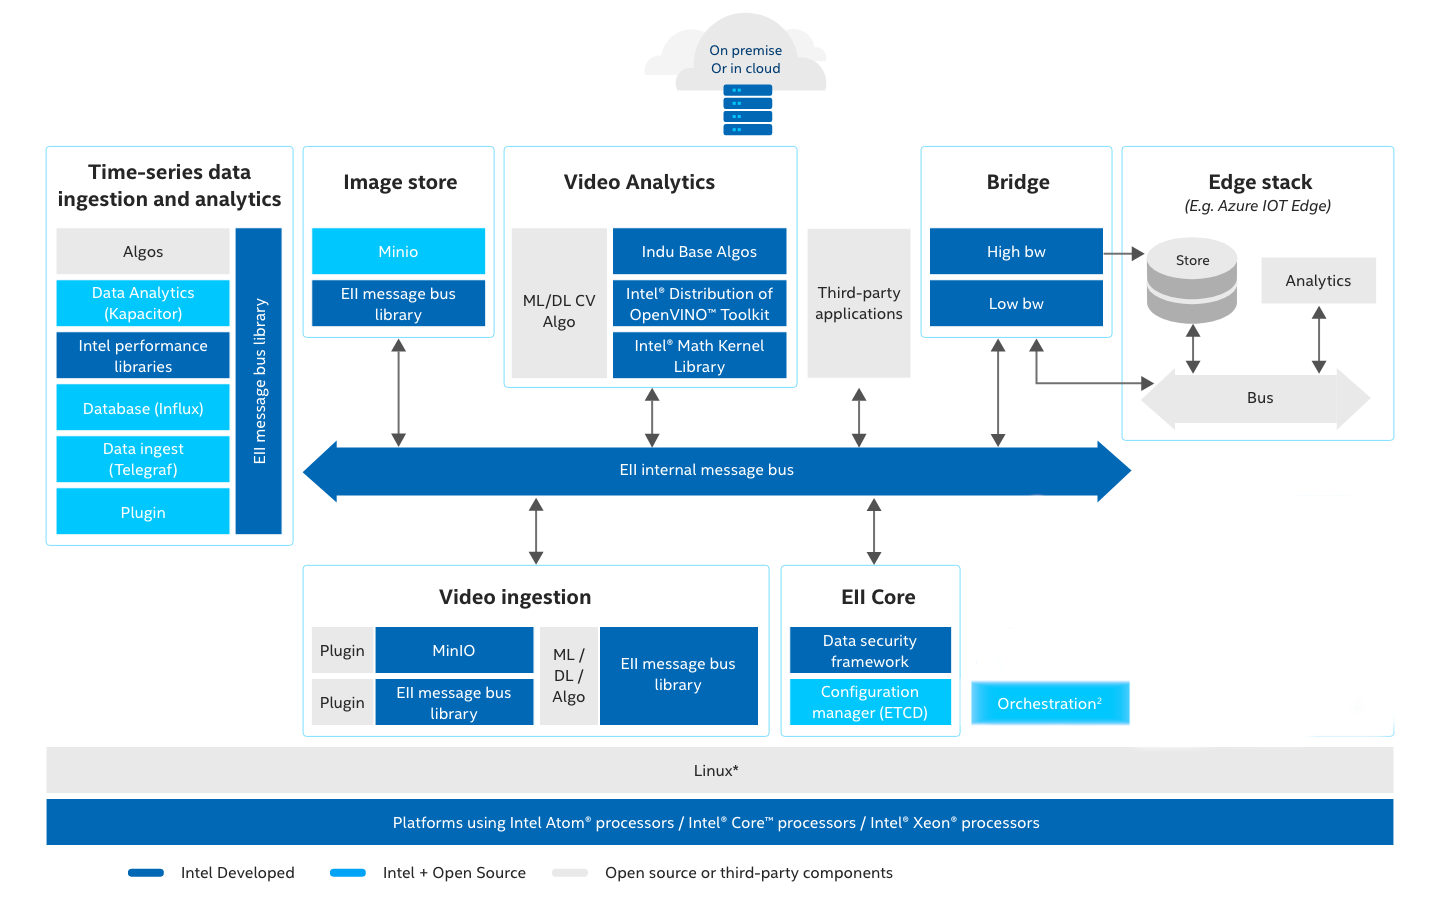 On premise
Or in cloud
Time-series data
ingestion and analytics
Algos
Data Analytics
(Kapacitor)
Intel performance
libraries
Database (Influx)
Data ingest
(Telegraf)
Plugin
EII message bus library
Image store
Minio
EII message bus
library
Video Analytics
ML/DL CV
Algo
Indu Base Algos
Intel® Distribution of
OpenVINO™ Toolkit
Intel® Math Kernel
Library
Third-party
applications
Bridge
High bw
Low bw
Edge stack
(E.g. Azure IOT Edge)
Store
Analytics
Bus
EII internal message bus
Video ingestion
Plugin
MinIO
Plugin
EII message bus
library
ML /
DL /
Algo
EII message bus
library
EII Core
Data security
framework
Configuration
manager (ETCD)
Orchestration²
Linux*
Platforms using Intel Atom® processors / Intel® Core™ processors / Intel® Xeon® processors
Intel Developed
Intel + Open Source
Open source or third-party components